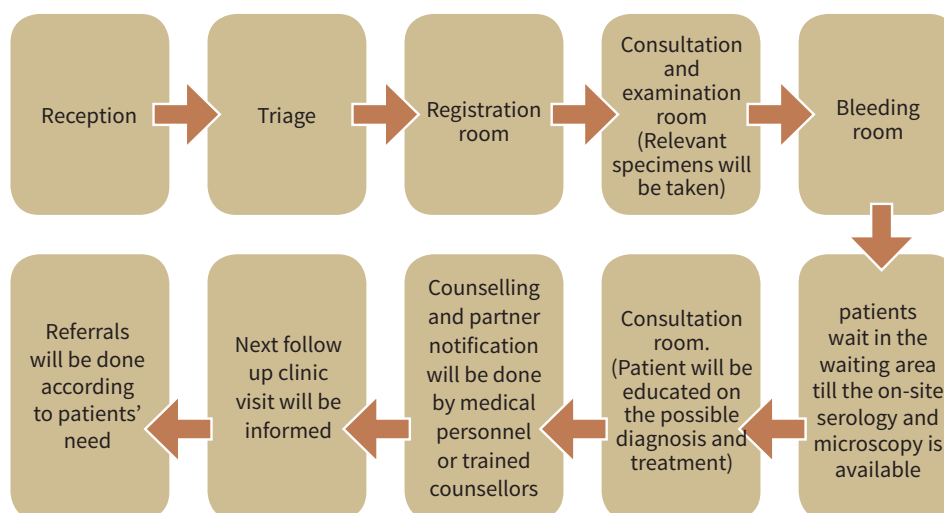 Reception
Triage
Registration
room
Consultation
and
examination
room
(Relevant
specimens will
be taken)
Bleeding
room
patients
wait in the
waiting area
till the on-site
serology and
microscopy is
available
Consultation
room.
(Patient will be
educated on
the possible
diagnosis and
treatment)
Counselling
and partner
notification
will be done
by medical
personnel
or trained
counsellors
Next follow
up clinic
visit will be
informed
Referrals
will be done
according
to patients’
need